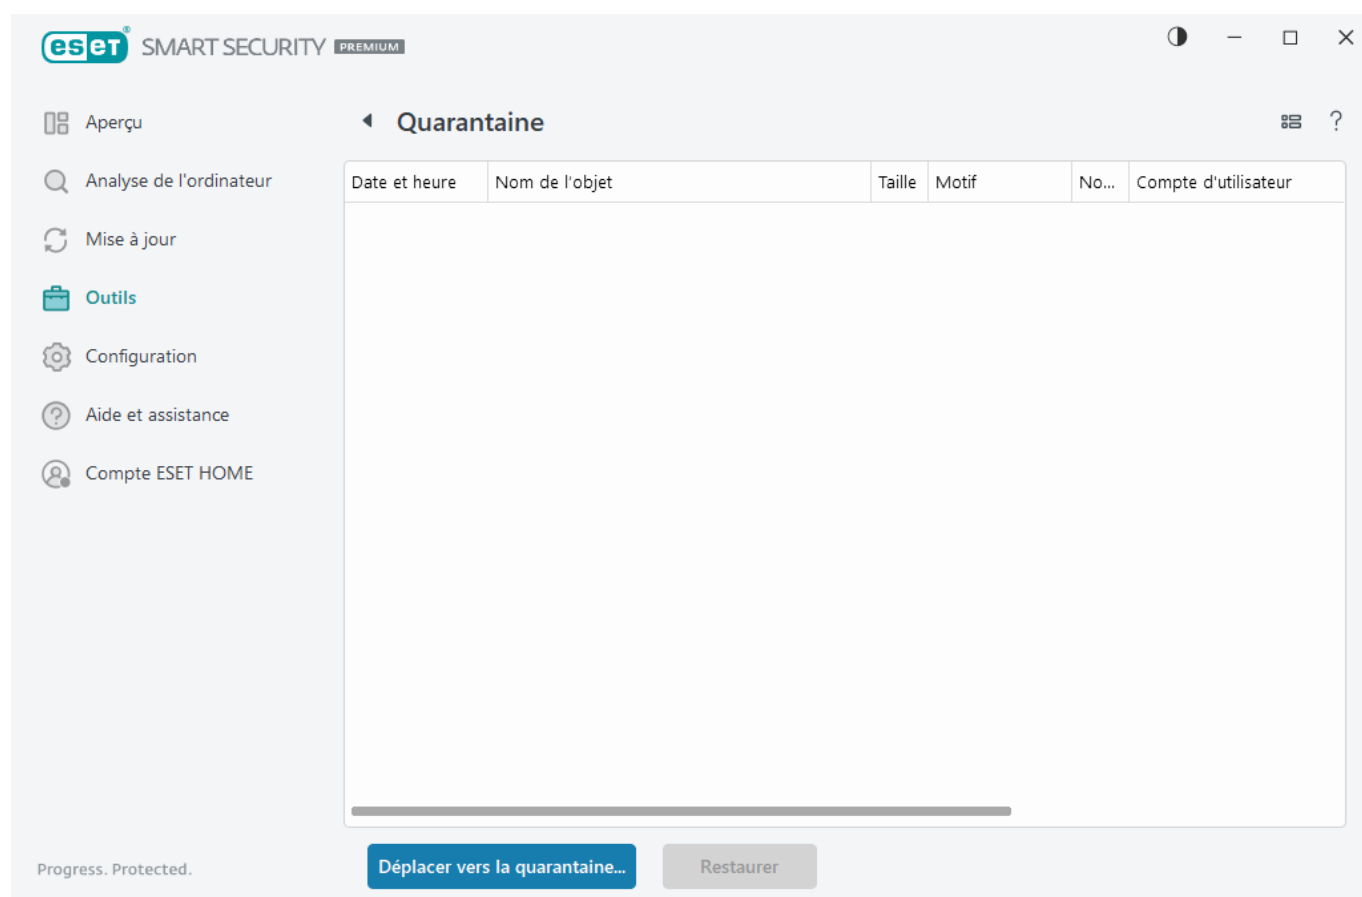 eset® SMART SECURITY PREMIUM
Aperçu
Analyse de l'ordinateur
Mise à jour
Outils
Configuration
Aide et assistance
Compte ESET HOME
Progress. Protected.
Quarantaine
?
Date et heure Nom de l'objet Taille Motif No... Compte d'utilisateur
Déplacer vers la quarantaine... Restaurer